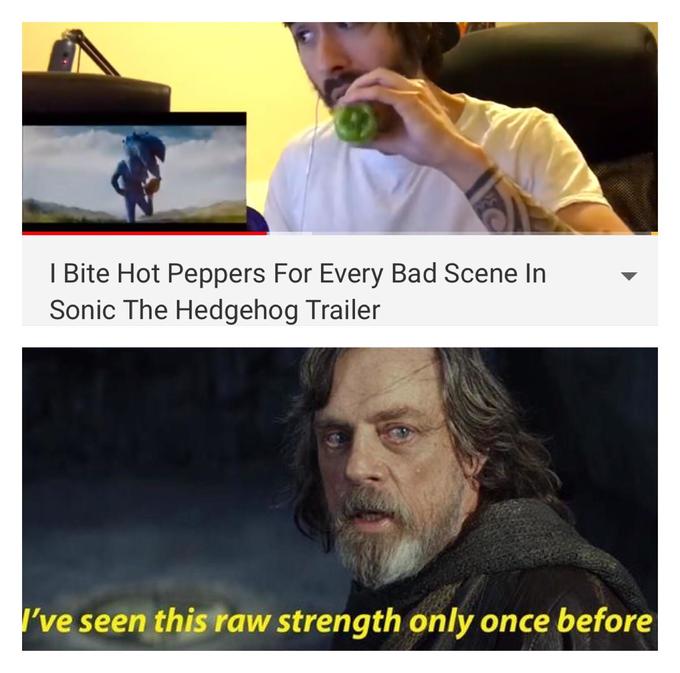 I Bite Hot Peppers For Every Bad Scene In
Sonic The Hedgehog Trailer
I've seen this raw strength only once before